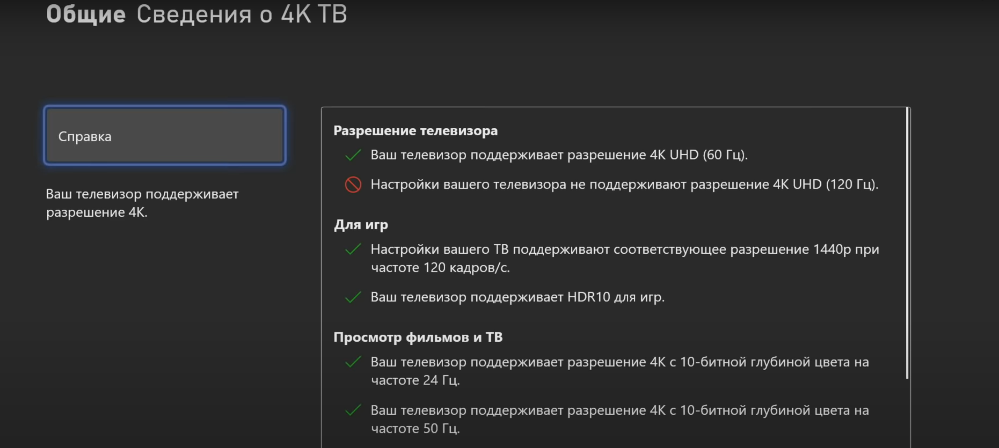 Общие Сведения о 4K ТВ
Справка
Ваш телевизор поддерживает
разрешение 4K.
Разрешение телевизора
Ваш телевизор поддерживает разрешение 4K UHD (60 Гц).
Настройки вашего телевизора не поддерживают разрешение 4K UHD (120 Гц).
Для игр
Настройки вашего ТВ поддерживают соответствующее разрешение 1440p при
частоте 120 кадров/с.
Ваш телевизор поддерживает HDR10 для игр.
Просмотр фильмов и ТВ
Ваш телевизор поддерживает разрешение 4K с 10-битной глубиной цвета на
частоте 24 Гц.
Ваш телевизор поддерживает разрешение 4K с 10-битной глубиной цвета на
частоте 50 Гц.